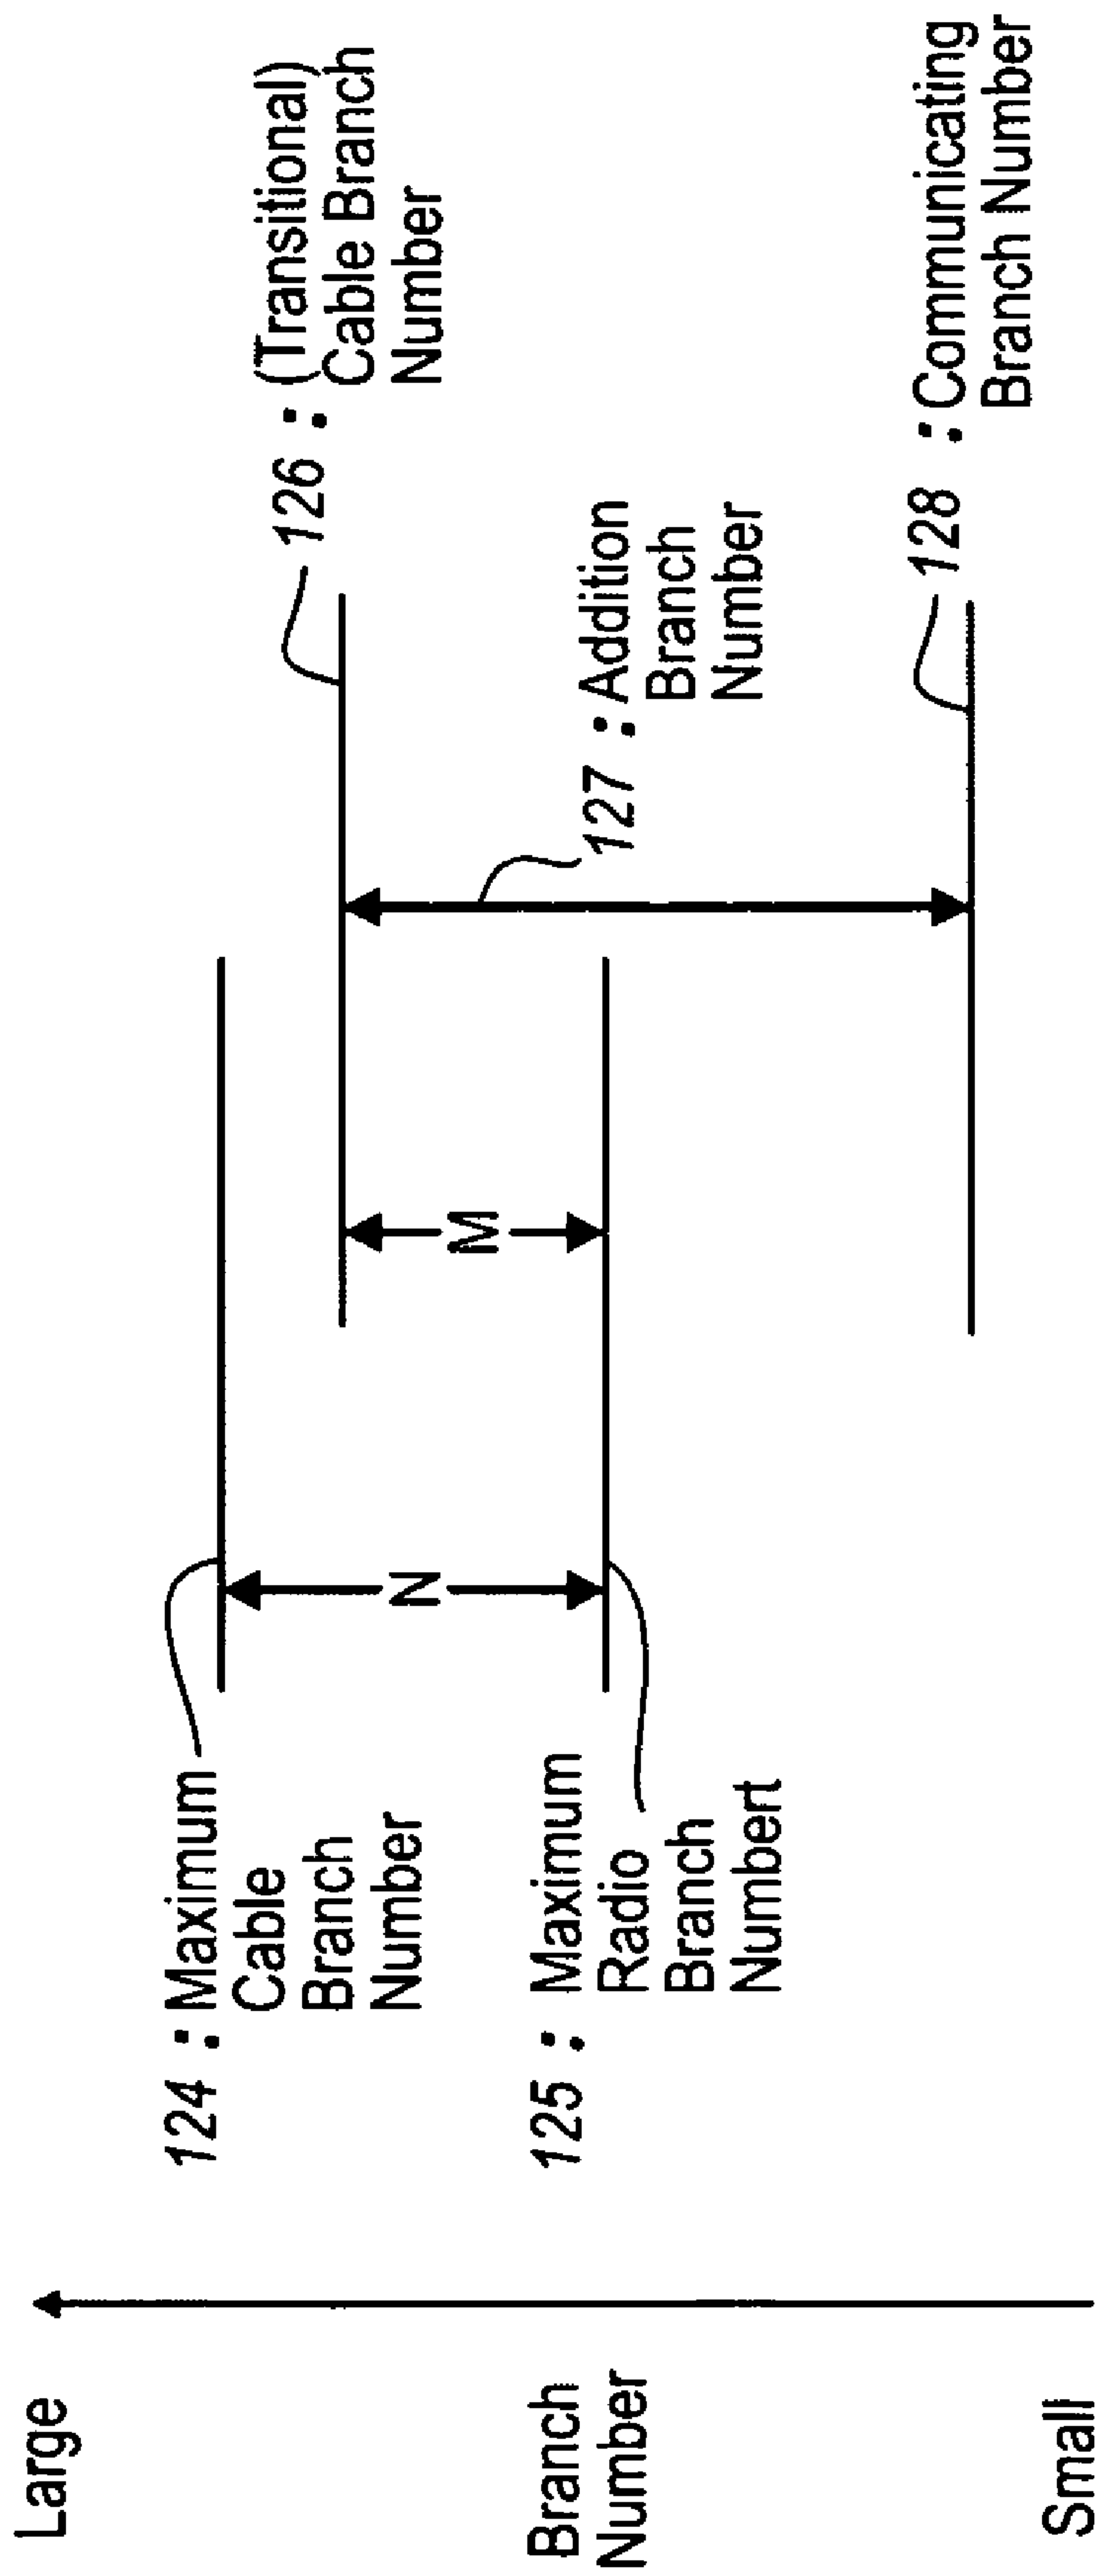 Large
Branch
Number
Small
124 : Maximum
Cable
Branch
Number
125 : Maximum
Radio
Branch
Numbert
N
M
126 : (Transitional)
Cable Branch
Number
127 : Addition
Branch
Number
128 : Communicating
Branch Number